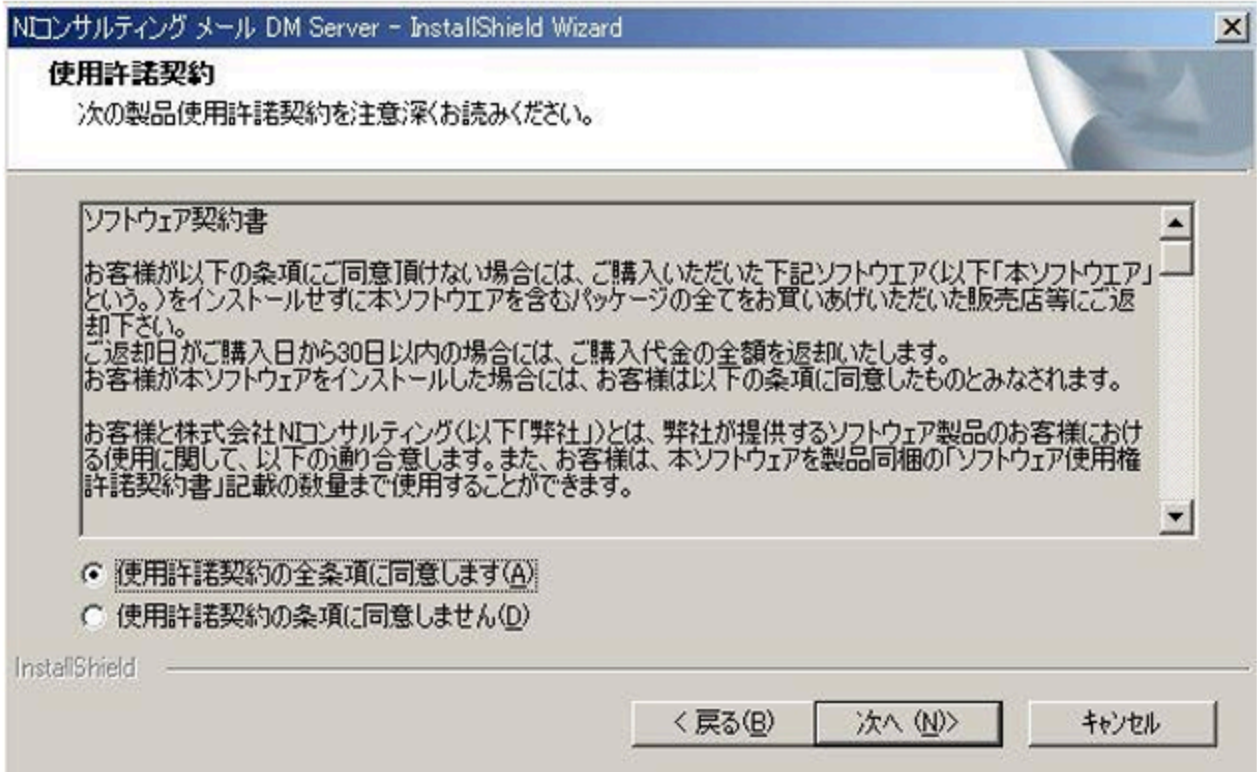 NIコンサルティング メール DM Server - InstallShield Wizard
使用許諾契約
次の製品使用許諾契約を注意深くお読みください。
ソフトウェア契約書
お客様が以下の条項にご同意頂けない場合には、ご購入いただいた下記ソフトウエア(以下「本ソフトウエア」
という。)をインストールせずに本ソフトウエアを含むパッケージの全てをお買いあげいただいた販売店等にご返
却下さい。
ご返却日がご購入日から30日以内の場合には、ご購入代金の全額を返却いたします。
お客様が本ソフトウェアをインストールした場合には、お客様は以下の条項に同意したものとみなされます。
お客様と株式会社NIコンサルティング(以下「弊社」)とは、弊社が提供するソフトウェア製品のお客様におけ
る使用に関して、以下の通り合意します。また、お客様は、本ソフトウェアを製品同梱の「ソフトウェア使用権
許諾契約書」記載の数量まで使用することができます。
使用許諾契約の全条項に同意します(A)
使用許諾契約の条項に同意しません(D)
InstallShield
< 戻る(B)
次へ (N)>
キャンセル